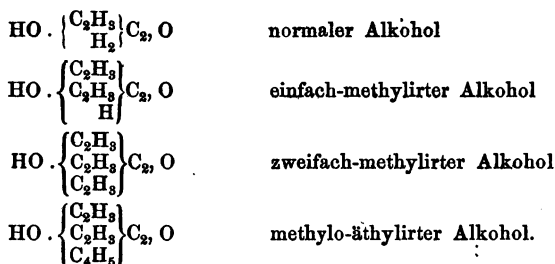 HO . {C₂H₃ H₂}C₂, O normaler Alkohol
HO . {C₂H₃ C₂H₃ H}C₂, O einfach-methylirter Alkohol
HO . {C₂H₃ C₂H₃ C₂H₃}C₂, O zweifach-methylirter Alkohol
HO . {C₂H₃ C₂H₃ C₄H₅}C₂, O methylo-äthylirter Alkohol.